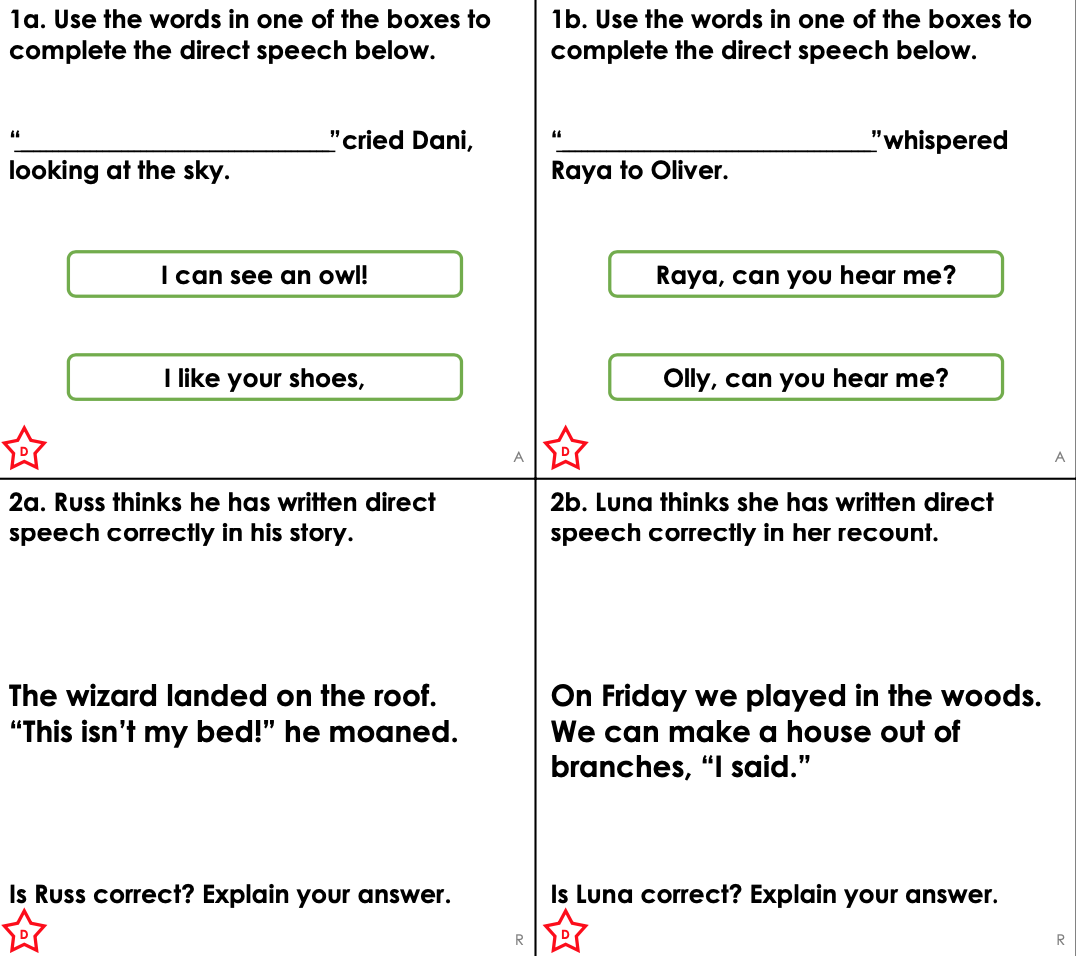 1a. Use the words in one of the boxes to
complete the direct speech below.
“____________________________”cried Dani,
looking at the sky.
I can see an owl!
I like your shoes,
D
A
1b. Use the words in one of the boxes to
complete the direct speech below.
“____________________________”whispered
Raya to Oliver.
Raya, can you hear me?
Olly, can you hear me?
D
A
2a. Russ thinks he has written direct
speech correctly in his story.
The wizard landed on the roof.
“This isn’t my bed!” he moaned.
Is Russ correct? Explain your answer.
D
R
2b. Luna thinks she has written direct
speech correctly in her recount.
On Friday we played in the woods.
We can make a house out of
branches, “I said.”
Is Luna correct? Explain your answer.
D
R